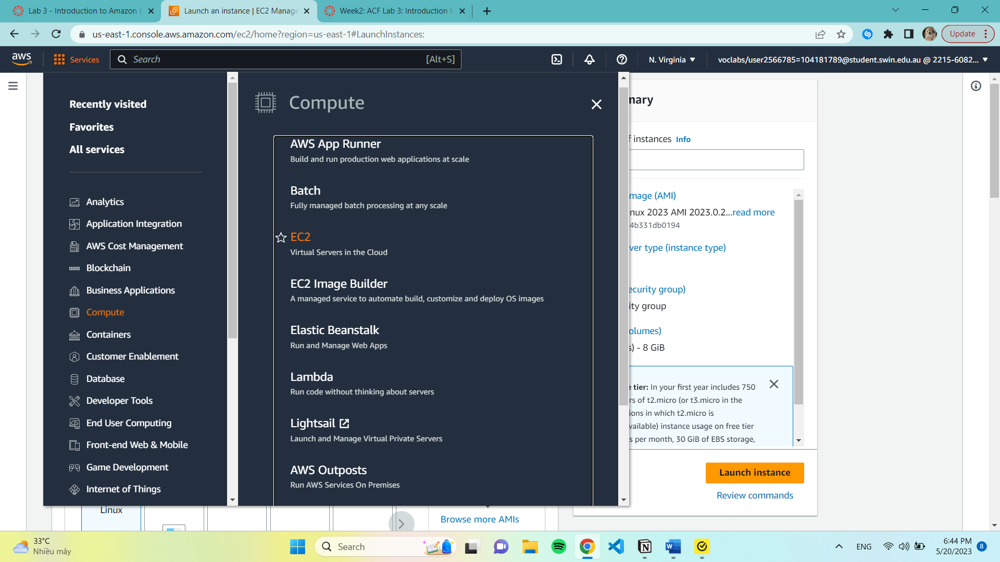 Lab 3 - Introduction to Amazon E
Launch an instance | EC2 Manage
Week2: ACF Lab 3: Introduction t
us-east-1.console.aws.amazon.com/ec2/home?region=us-east-1#LaunchInstances:
Update
aws
Services
Search
[Alt+S]
N. Virginia
voclabs/user2566785=104181789@student.swin.edu.au @ 2215-6082...
Recently visited
Favorites
All services
Analytics
Application Integration
AWS Cost Management
Blockchain
Business Applications
Compute
Containers
Customer Enablement
Database
Developer Tools
End User Computing
Front-end Web & Mobile
Game Development
Internet of Things
Compute
AWS App Runner
Build and run production web applications at scale
Batch
Fully managed batch processing at any scale
EC2
Virtual Servers in the Cloud
EC2 Image Builder
A managed service to automate build, customize and deploy OS images
Elastic Beanstalk
Run and Manage Web Apps
Lambda
Run code without thinking about servers
Lightsail
Launch and Manage Virtual Private Servers
AWS Outposts
Run AWS Services On Premises
mary
f instances Info
mage (AMI)
nux 2023 AMI 2023.0.2...read more
4b331db0194
ver type (instance type)
ecurity group)
ity group
olumes)
s) - 8 GiB
e tier: In your first year includes 750
rs of t2.micro (or t3.micro in the
ions in which t2.micro is
vailable) instance usage on free tier
s per month, 30 GiB of EBS storage,
Launch instance
Review commands
Linux
Browse more AMIs
33°C
Nhiều mây
Search
ENG
6:44 PM
5/20/2023
8